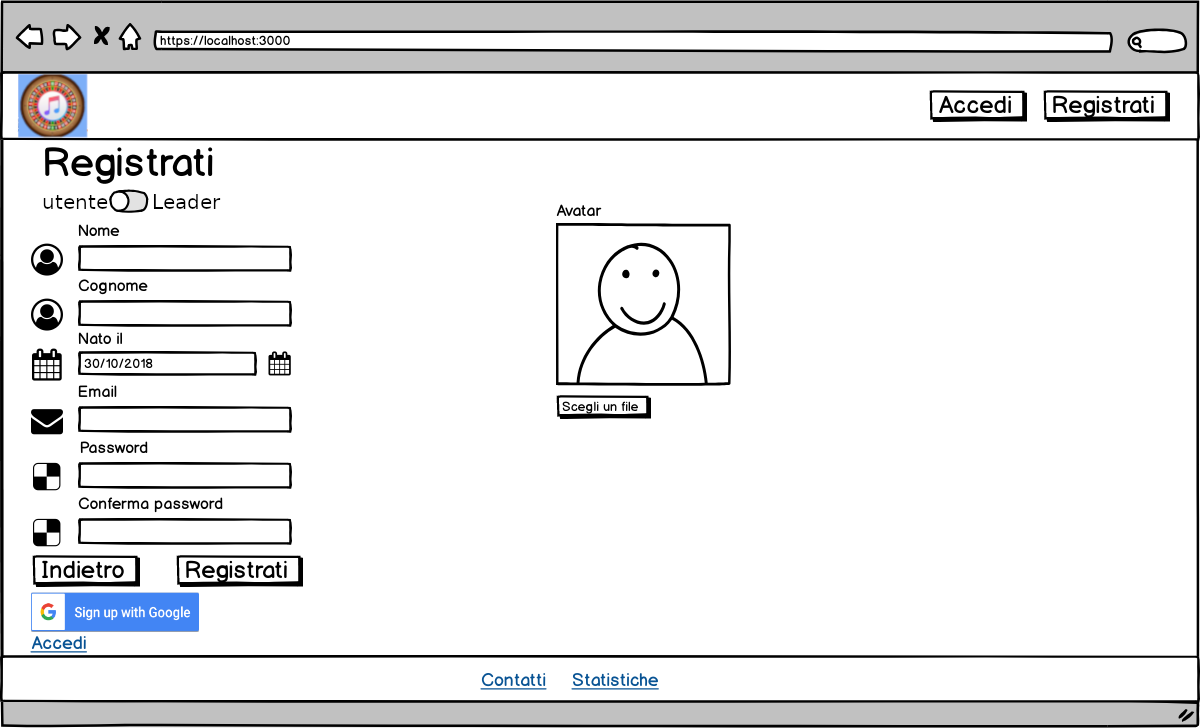 https://localhost:3000
Accedi Registrati
Registrati
utente Leader
Avatar
Nome
Cognome
Nato il
30/10/2018
Email
Scegli un file
Password
Conferma password
Indietro Registrati
Sign up with Google
Accedi
Contatti Statistiche